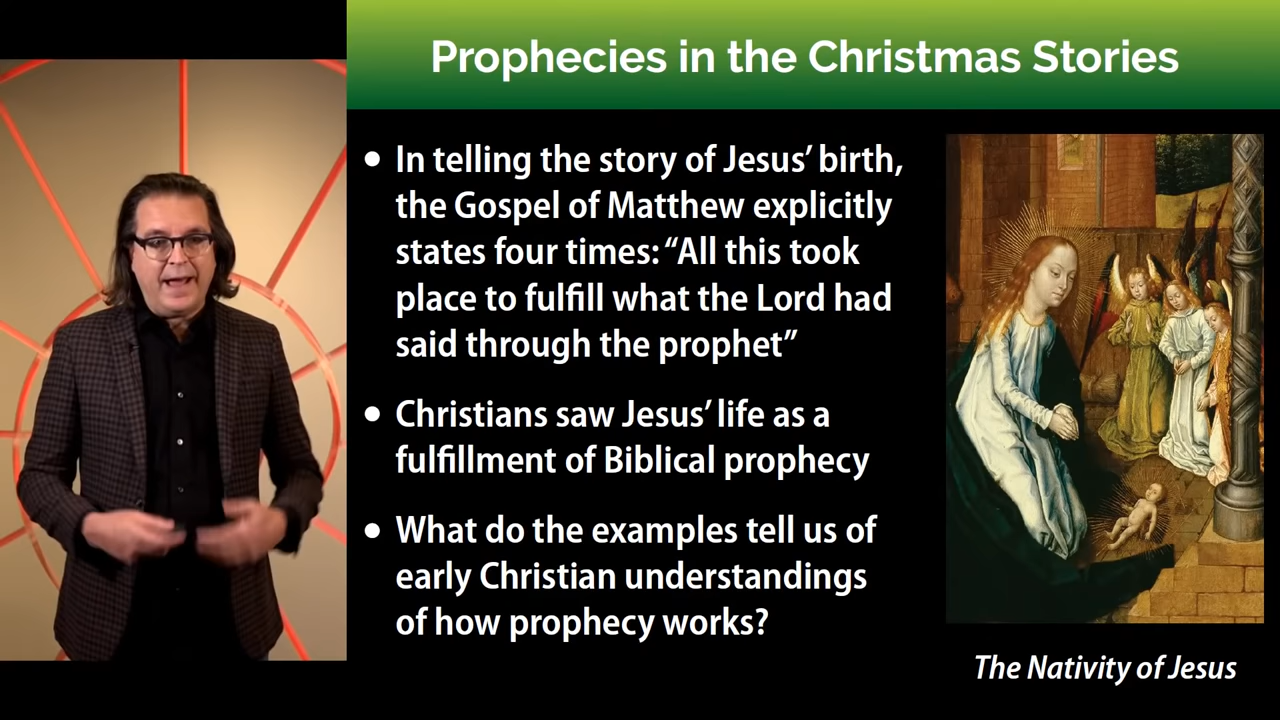 Prophecies in the Christmas Stories
• In telling the story of Jesus’ birth,
the Gospel of Matthew explicitly
states four times: “All this took
place to fulfill what the Lord had
said through the prophet”
• Christians saw Jesus’ life as a
fulfillment of Biblical prophecy
• What do the examples tell us of
early Christian understandings
of how prophecy works?
The Nativity of Jesus